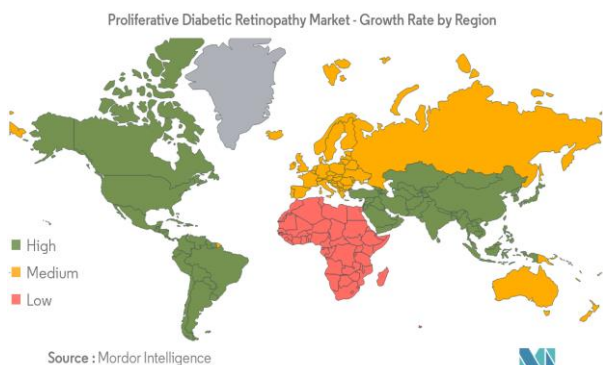 Proliferative Diabetic Retinopathy Market - Growth Rate by Region
High
Medium
Low
Source : Mordor Intelligence